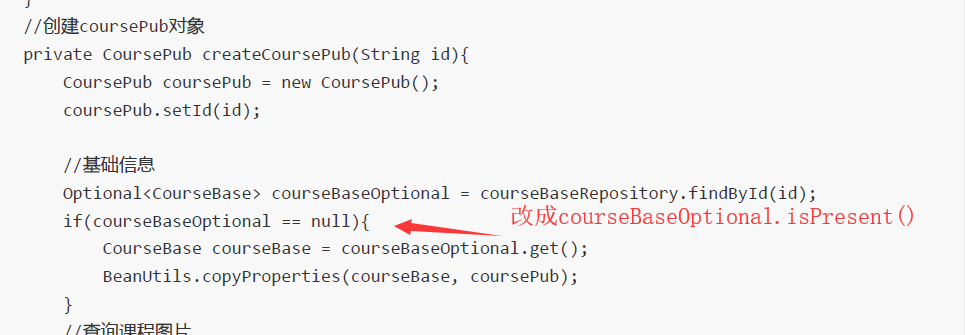 }
//创建coursePub对象
private CoursePub createCoursePub(String id){
CoursePub coursePub = new CoursePub();
coursePub.setId(id);
//基础信息
Optional<CourseBase> courseBaseOptional = courseBaseRepository.findById(id);
if(courseBaseOptional == null){
改成courseBaseOptional.isPresent()
CourseBase courseBase = courseBaseOptional.get();
BeanUtils.copyProperties(courseBase, coursePub);
}
//查询课程图片